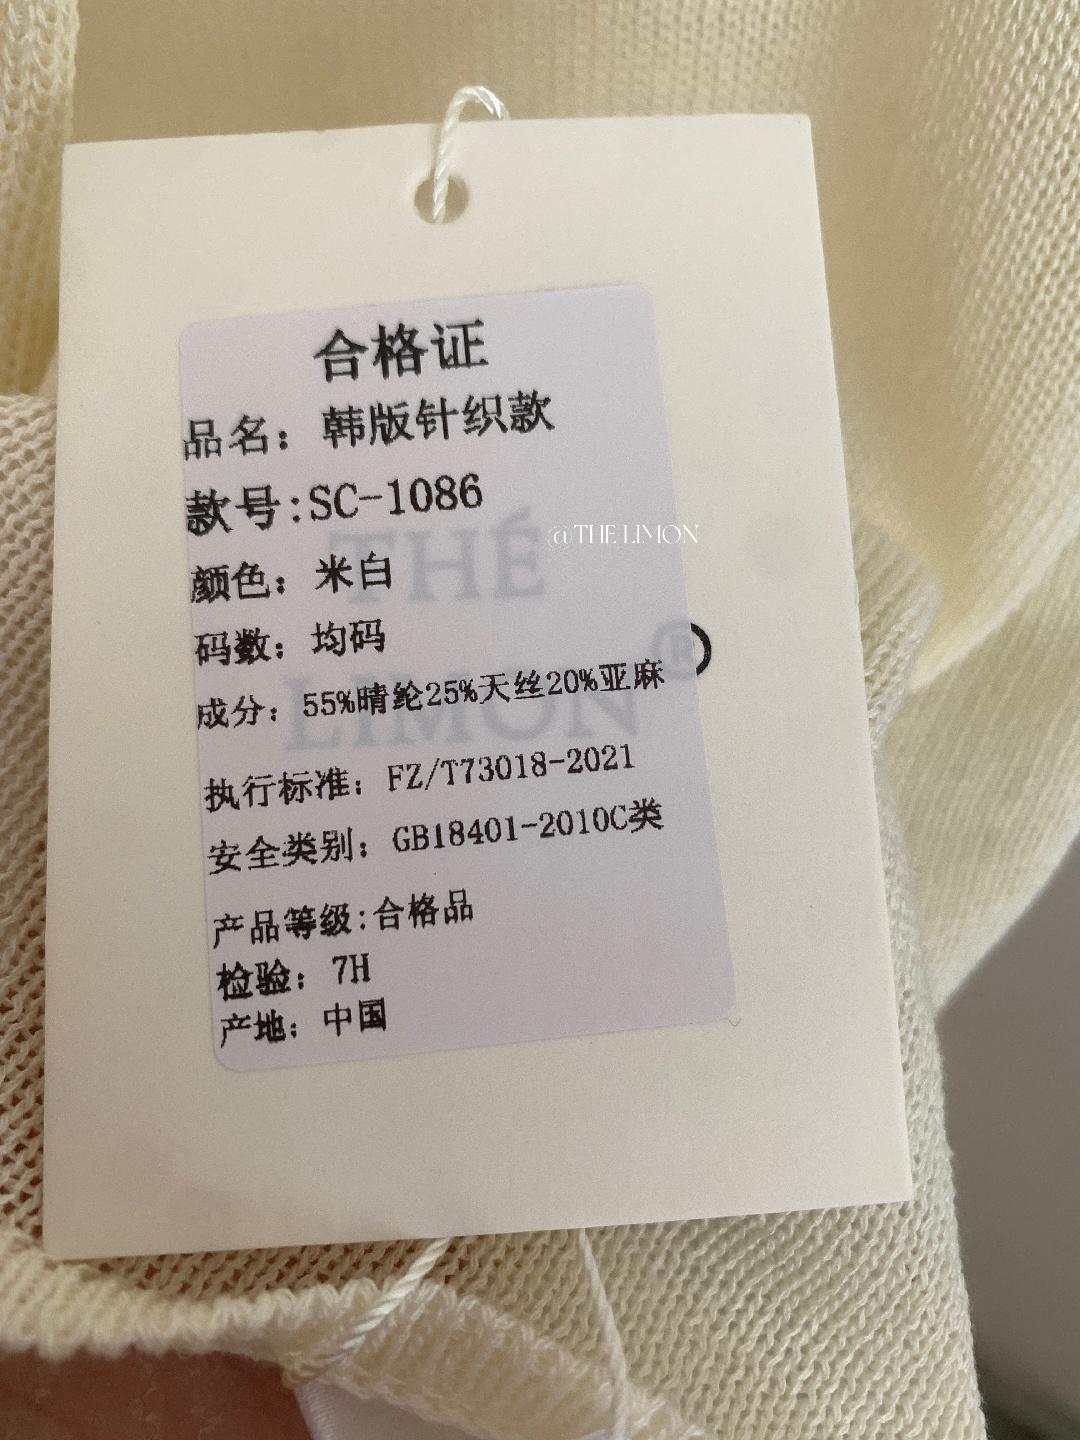 合格证
品名：韩版针织款
款号:SC-1086
@THE LIMON
THÉ
颜色：米白
码数：均码
®
成分：55%晴纶25%天丝20%亚麻
LIMON
执行标准：FZ/T73018-2021
安全类别：GB18401-2010C类
产品等级:合格品
检验：7H
产地：中国